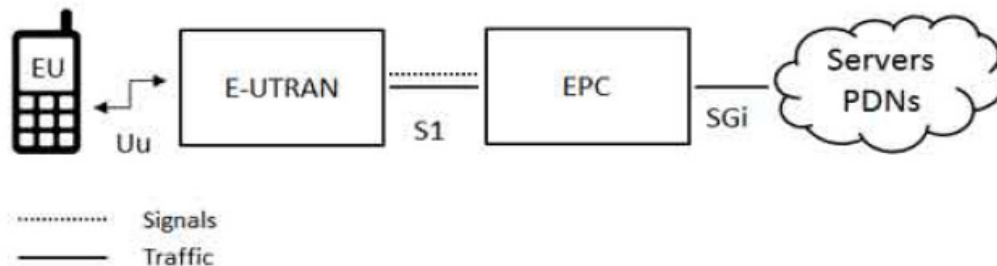 EU
Uu
E-UTRAN
S1
EPC
SGi
Servers
PDNs
Signals
Traffic